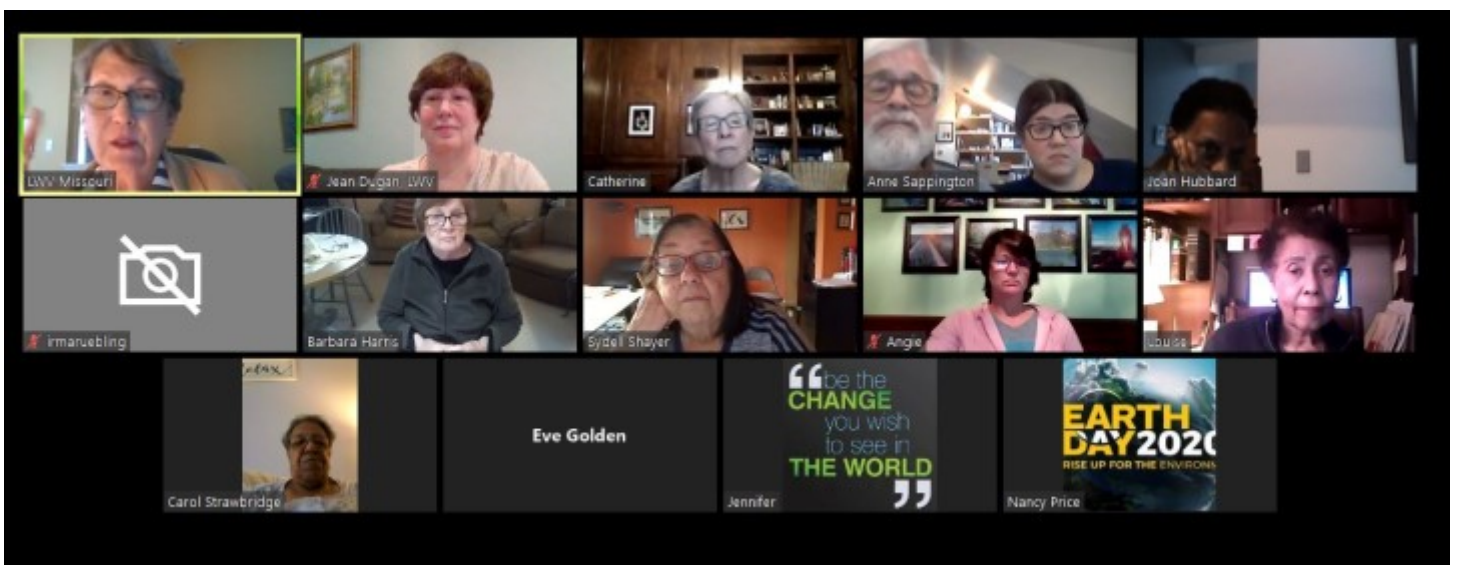 LWV Missouri
Jean Dugan, LWV
Catherine
Anne Sappington
Joan Hubbard
irmaruebling
Barbara Harris
Sydell Shayer
Angie
Louise
RELAX
Carol Strawbridge
Eve Golden
“be the
CHANGE
you wish
to see in
THE WORLD
”
Jennifer
EARTH
DAY2020
RISE UP FOR THE ENVIRONM
Nancy Price